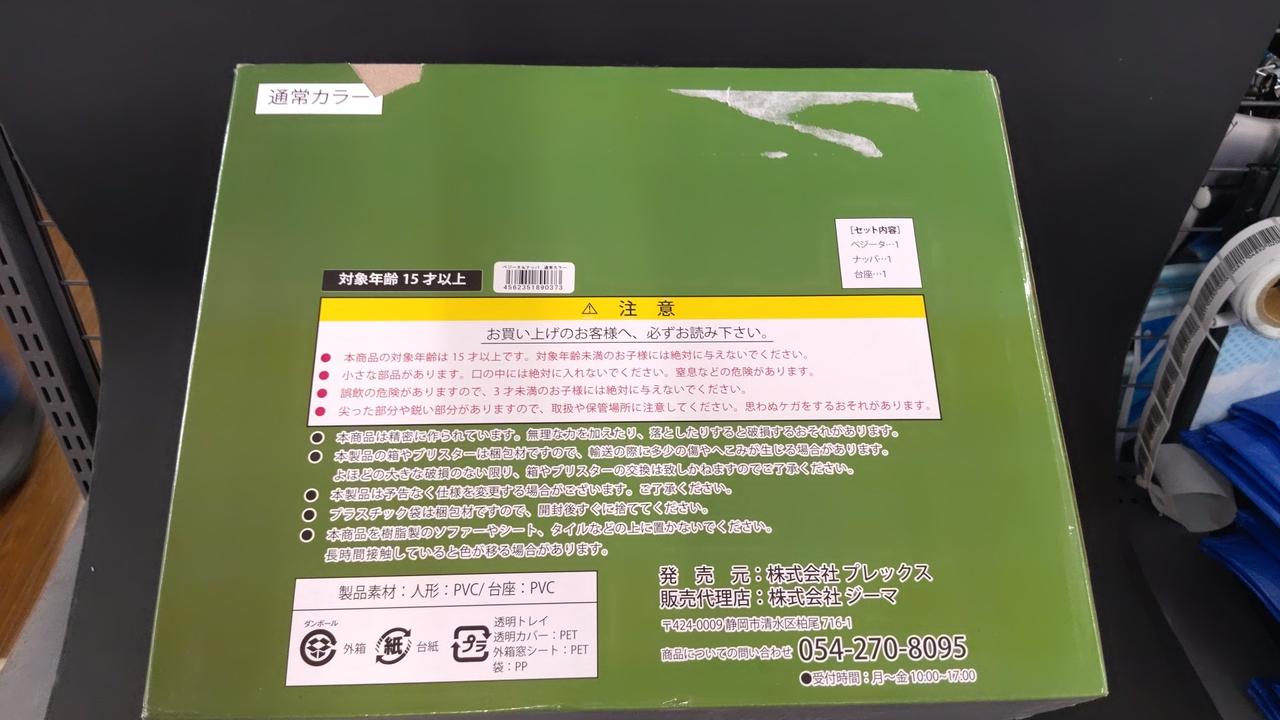 通常カラー
[セット内容]
ベジータ…1
ナッパ…1
台座…1
対象年齢 15 才以上
ベジータ&ナッパ 通常カラー
4562351890373
⚠ 注 意
お買い上げのお客様へ、必ずお読み下さい。
● 本商品の対象年齢は 15 才以上です。対象年齢未満のお子様には絶対に与えないでください。
● 小さな部品があります。口の中には絶対に入れないでください。窒息などの危険があります。
● 誤飲の危険がありますので、3 才未満のお子様には絶対に与えないでください。
● 尖った部分や鋭い部分がありますので、取扱や保管場所に注意してください。思わぬケガをするおそれがあります。
● 本商品は精密に作られています。無理な力を加えたり、落としたりすると破損するおそれがあります。
● 本製品の箱やブリスターは梱包材ですので、輸送の際に多少の傷やへこみが生じる場合があります。
よほどの大きな破損のない限り、箱やブリスターの交換は致しかねますのでご了承ください。
● 本製品は予告なく仕様を変更する場合がございます。ご了承ください。
● プラスチック袋は梱包材ですので、開封後すぐに捨ててください。
● 本商品を樹脂製のソファーやシート、タイルなどの上に置かないでください。
長時間接触していると色が移る場合があります。
製品素材：人形：PVC/ 台座：PVC
ダンボール
外箱
紙
台紙
プラ
透明トレイ
透明カバー：PET
外箱窓シート：PET
袋：PP
発 売 元：株式会社 プレックス
販売代理店：株式会社 ジーマ
〒424-0009 静岡市清水区柏尾 716-1
商品についての問い合わせ 054-270-8095
●受付時間：月〜金 10:00~17:00